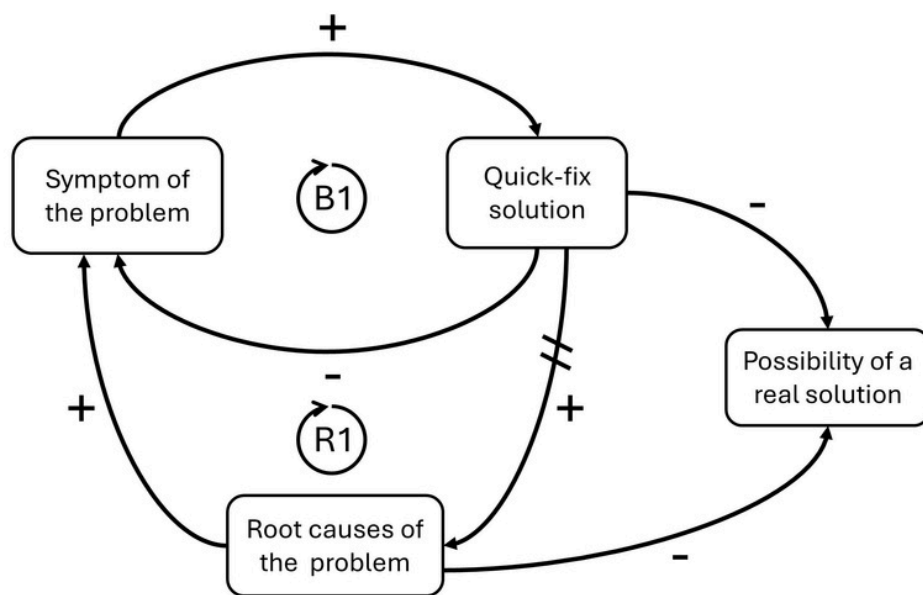 +
Symptom of
the problem
B1
Quick-fix
solution
-
-
Possibility of a
real solution
+
R1
+
Root causes of
the problem
-